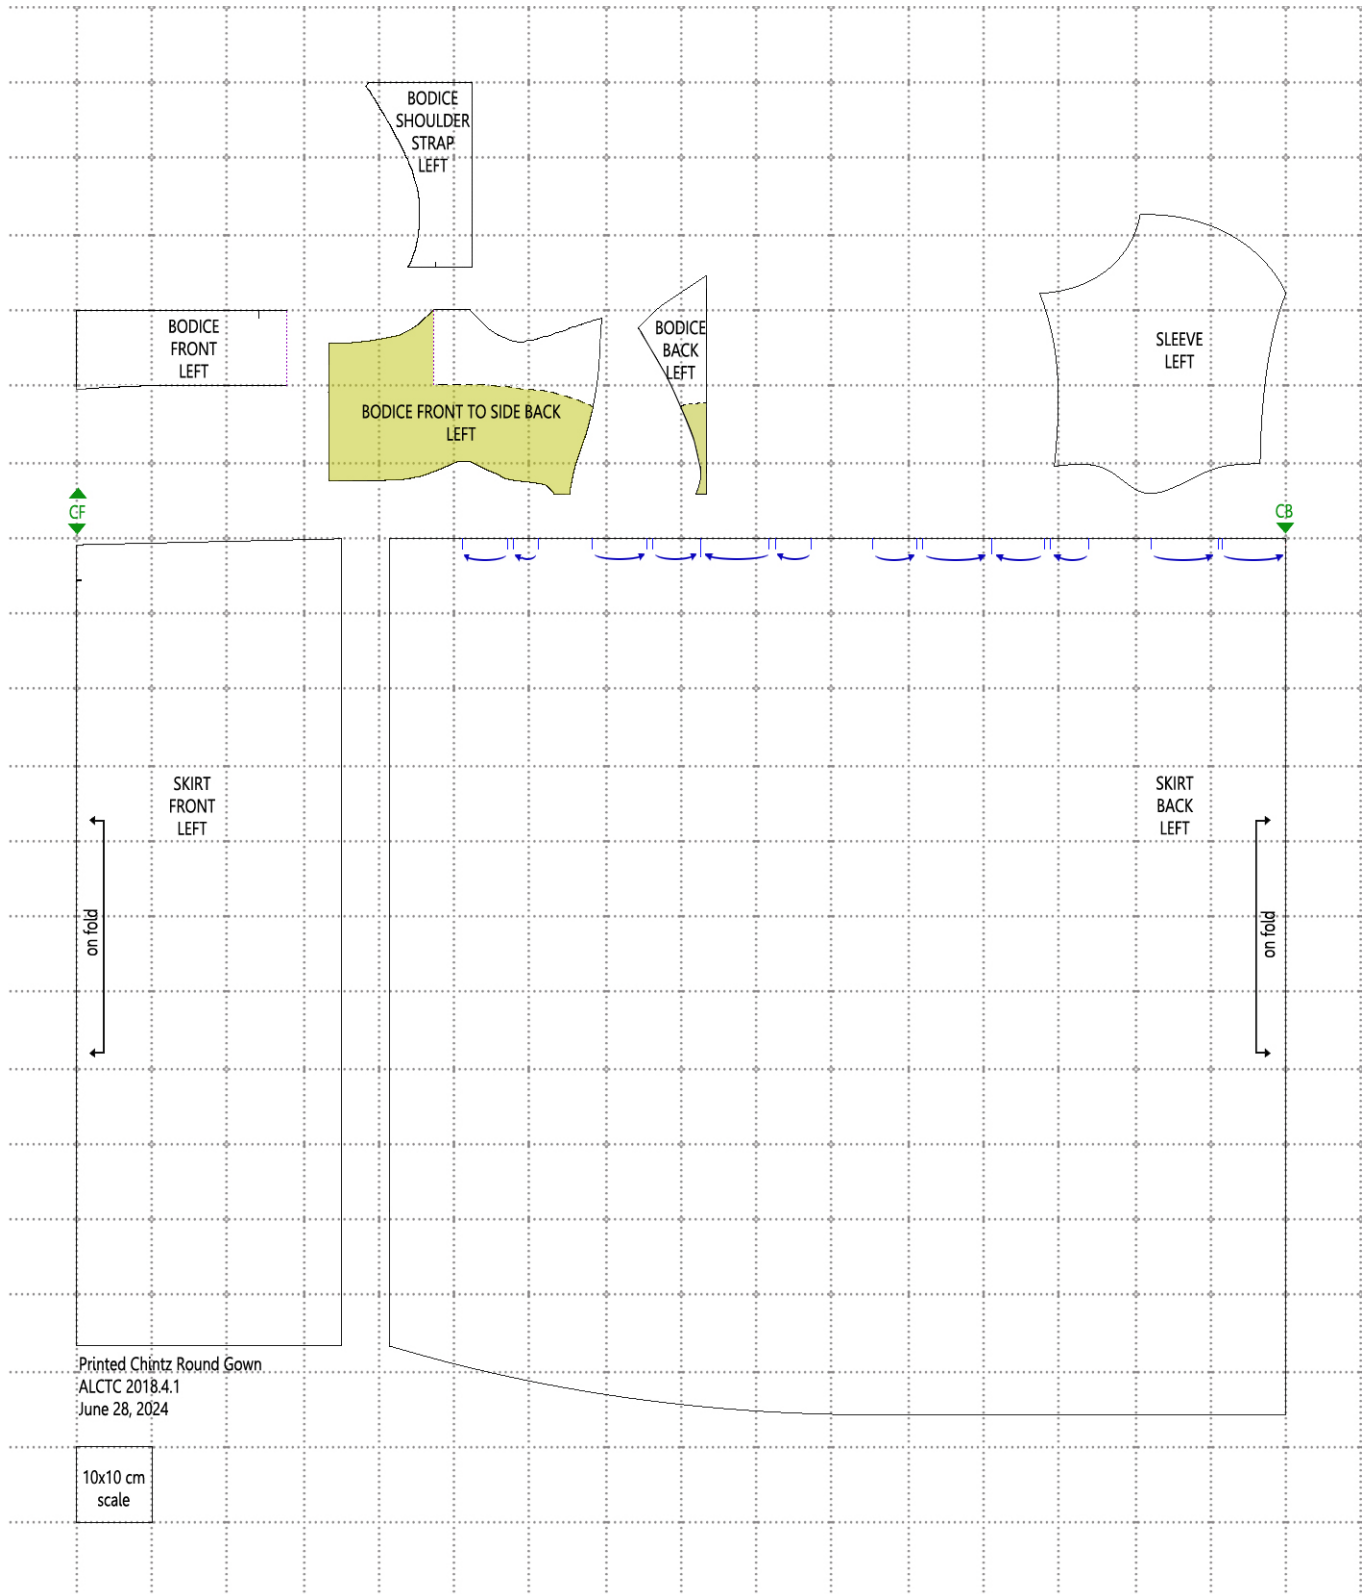 BODICE
SHOULDER
STRAP
LEFT
BODICE
FRONT
LEFT
BODICE FRONT TO SIDE BACK
LEFT
BODICE
BACK
LEFT
SLEEVE
LEFT
CF
CB
SKIRT
FRONT
LEFT
on fold
SKIRT
BACK
LEFT
on fold
Printed Chintz Round Gown
ALCTC 2018.4.1
June 28, 2024
10x10 cm
scale